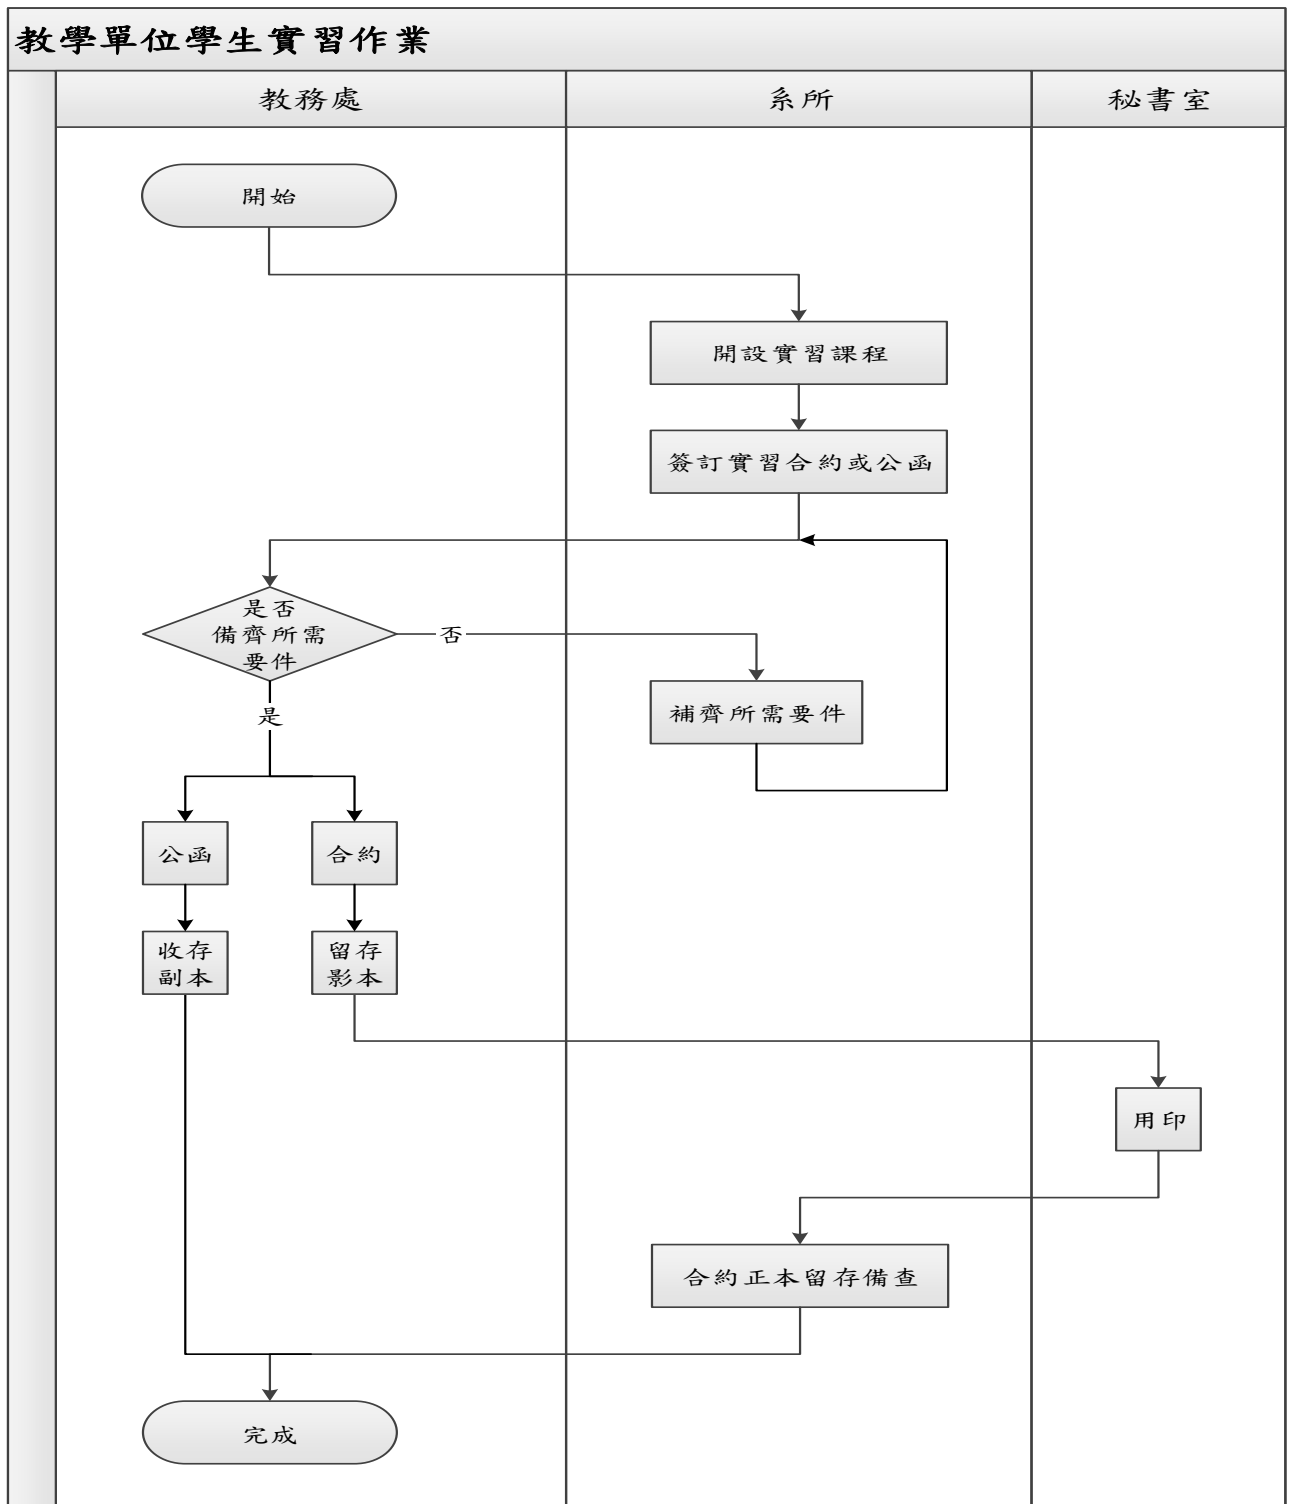 教學單位學生實習作業
教務處
系所
秘書室
開始
開設實習課程
簽訂實習合約或公函
是否
備齊所需
要件
否
補齊所需要件
是
公函
合約
收存
副本
留存
影本
用印
合約正本留存備查
完成